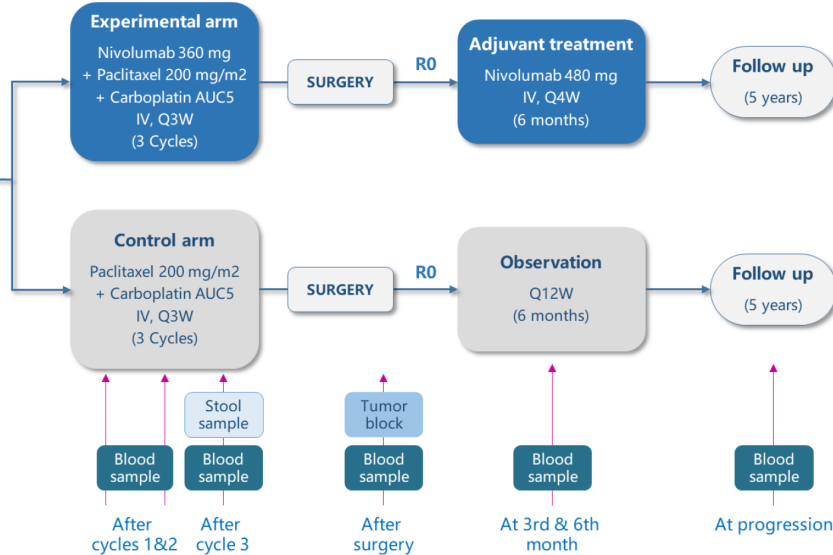 Experimental arm
Nivolumab 360 mg
+ Paclitaxel 200 mg/m2
+ Carboplatin AUC5
IV, Q3W
(3 Cycles)
SURGERY
R0
Adjuvant treatment
Nivolumab 480 mg
IV, Q4W
(6 months)
Follow up
(5 years)
Control arm
Paclitaxel 200 mg/m2
+ Carboplatin AUC5
IV, Q3W
(3 Cycles)
SURGERY
R0
Observation
Q12W
(6 months)
Follow up
(5 years)
Stool
sample
Tumor
block
Blood
sample
Blood
sample
Blood
sample
Blood
sample
Blood
sample
After
cycles 1&2
After
cycle 3
After
surgery
At 3rd & 6th
month
At progression